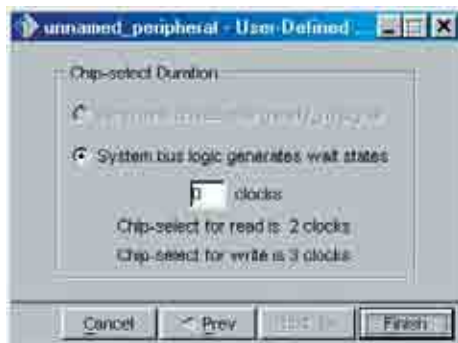 unnamed_peripheral - User-Defined ...
Chip-select Duration
System bus logic generates wait states
0 clocks
Chip-select for read is 2 clocks
Chip-select for write is 3 clocks
Cancel
< Prev
Finish